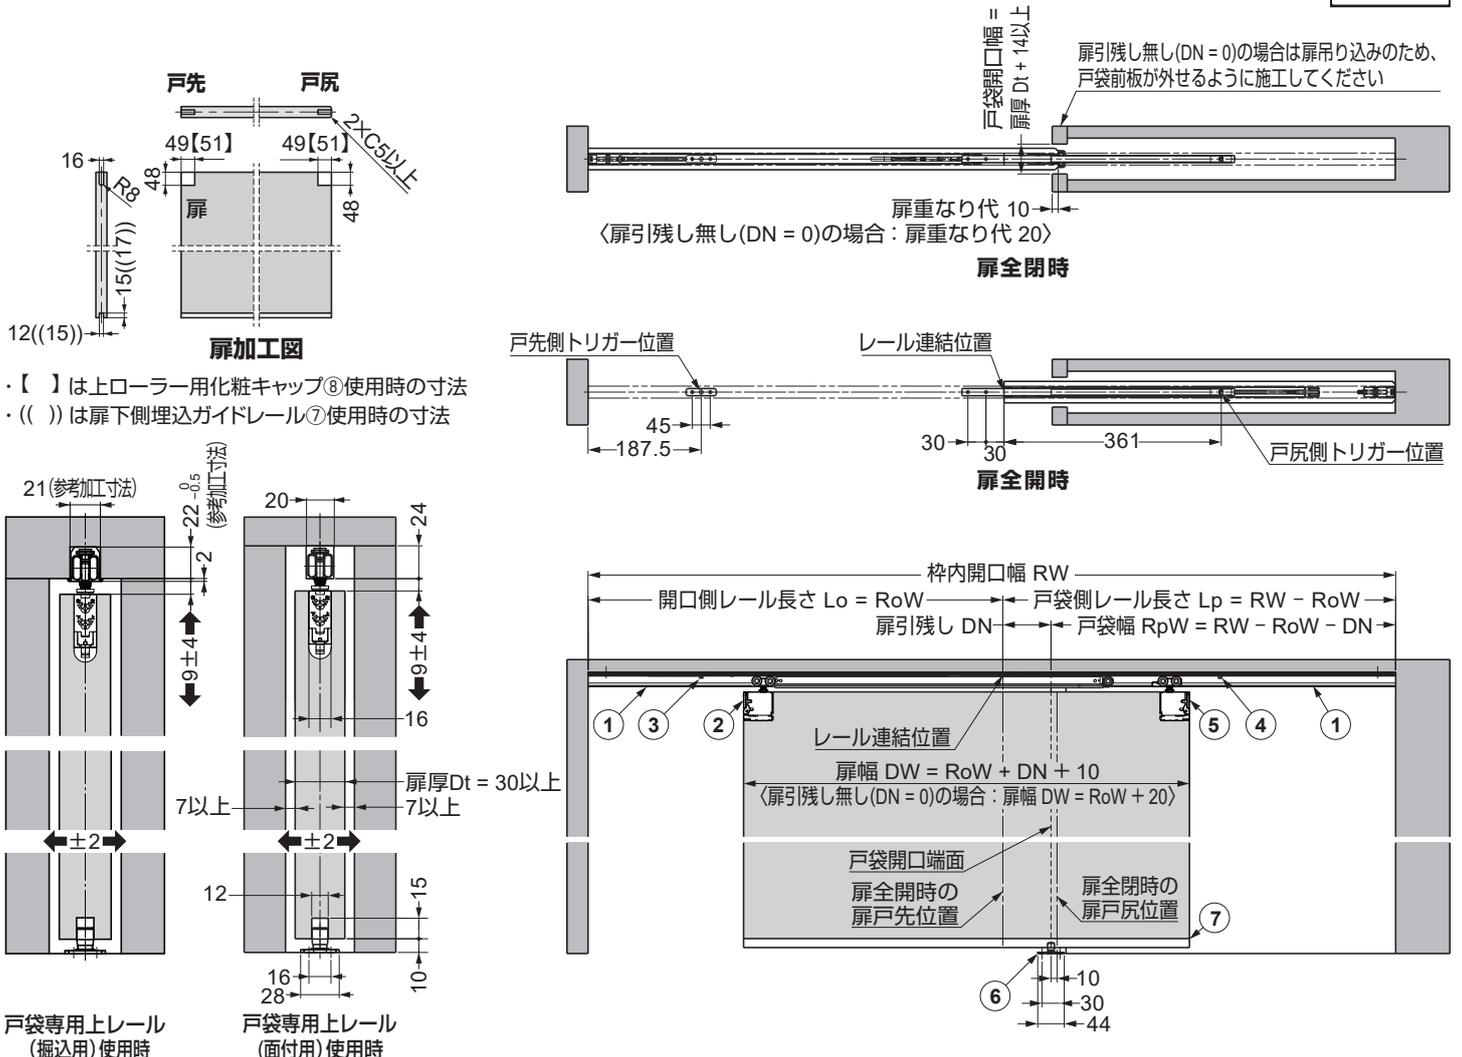 戸先
戸尻
2×C5以上
49【51】
49【51】
16
48
R8
扉
48
15((17))
12((15))
扉加工図
・【　】は上ローラー用化粧キャップ⑧使用時の寸法
・((　))は扉下側埋込ガイドレール⑦使用時の寸法
戸袋開口幅 =
扉厚 Dt + 14以上
扉引残し無し(DN = 0)の場合は扉吊り込みのため、
戸袋前板が外せるように施工してください
扉重なり代 10
〈扉引残し無し(DN = 0)の場合：扉重なり代 20〉
扉全閉時
戸先側トリガー位置
レール連結位置
45
187.5
30
30
361
戸尻側トリガー位置
扉全開時
21(参考加工寸法)
22 0 -0.5
(参考加工寸法)
2
9±4
±2
戸袋専用上レール
(掘込用)使用時
20
24
9±4
16
扉厚Dt = 30以上
7以上
7以上
±2
12
15
16
28
10
戸袋専用上レール
(面付用)使用時
枠内開口幅 RW
開口側レール長さ Lo = RoW
戸袋側レール長さ Lp = RW − RoW
扉引残し DN
戸袋幅 RpW = RW − RoW − DN
①
③
②
⑤
④
①
レール連結位置
扉幅 DW = RoW + DN + 10
〈扉引残し無し(DN = 0)の場合：扉幅 DW = RoW + 20〉
戸袋開口端面
扉全開時の
扉戸先位置
扉全閉時の
扉戸尻位置
⑦
⑥
10
30
44